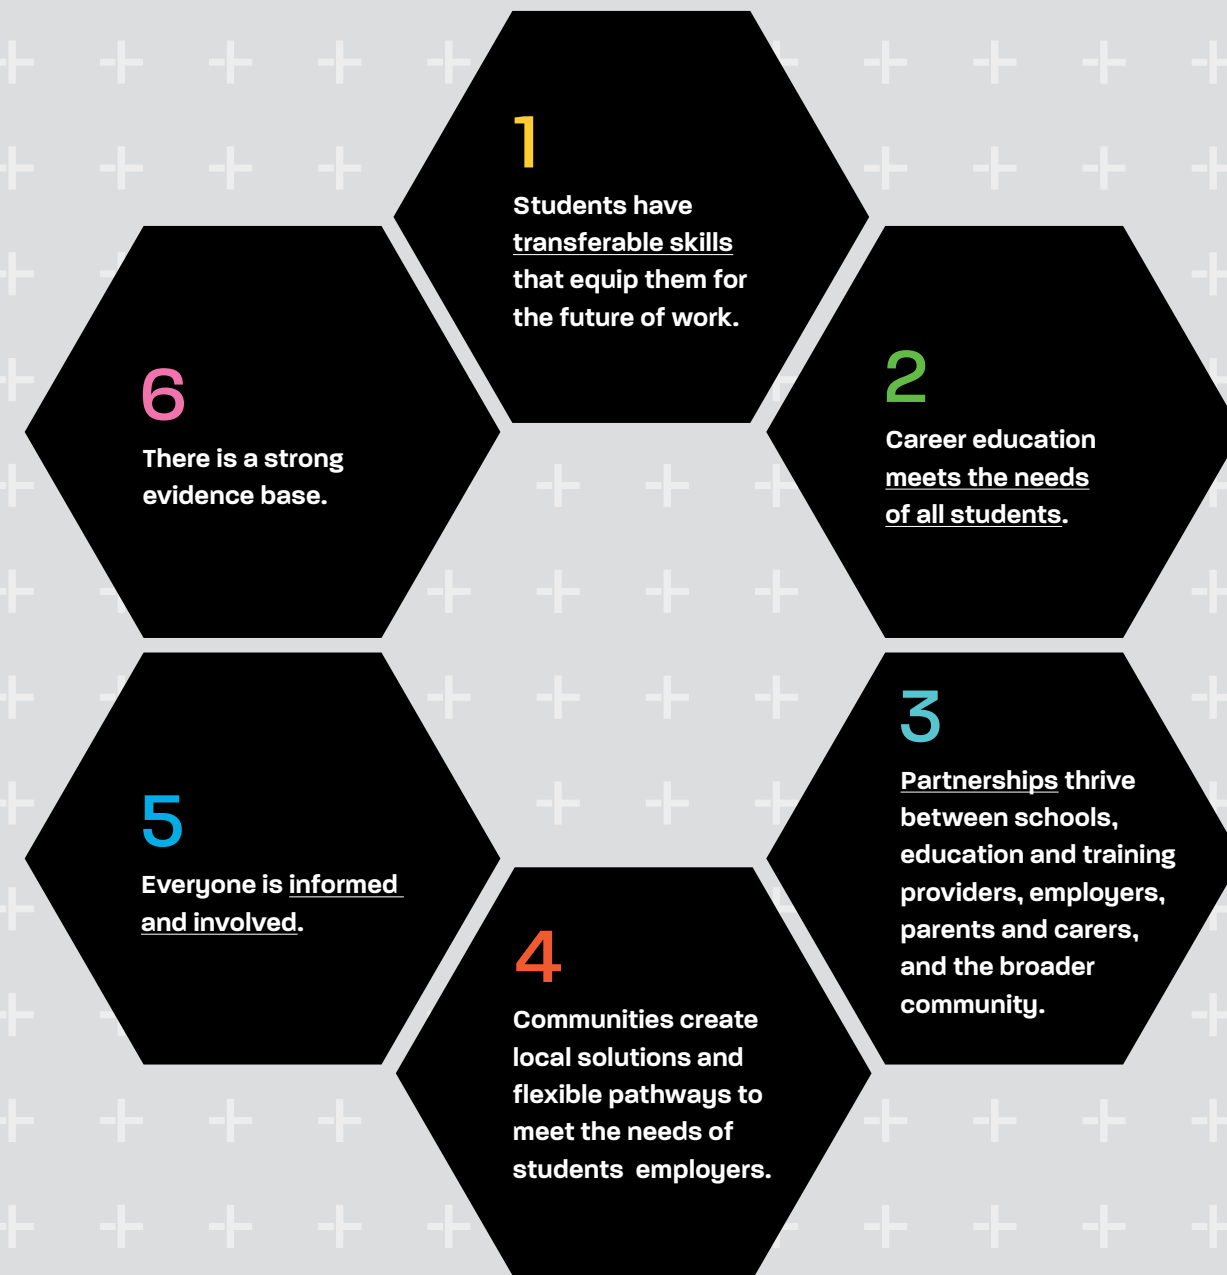 1
Students have
transferable skills
that equip them for
the future of work.
2
Career education
meets the needs
of all students.
3
Partnerships thrive
between schools,
education and training
providers, employers,
parents and carers,
and the broader
community.
4
Communities create
local solutions and
flexible pathways to
meet the needs of
students  employers.
5
Everyone is informed
and involved.
6
There is a strong
evidence base.